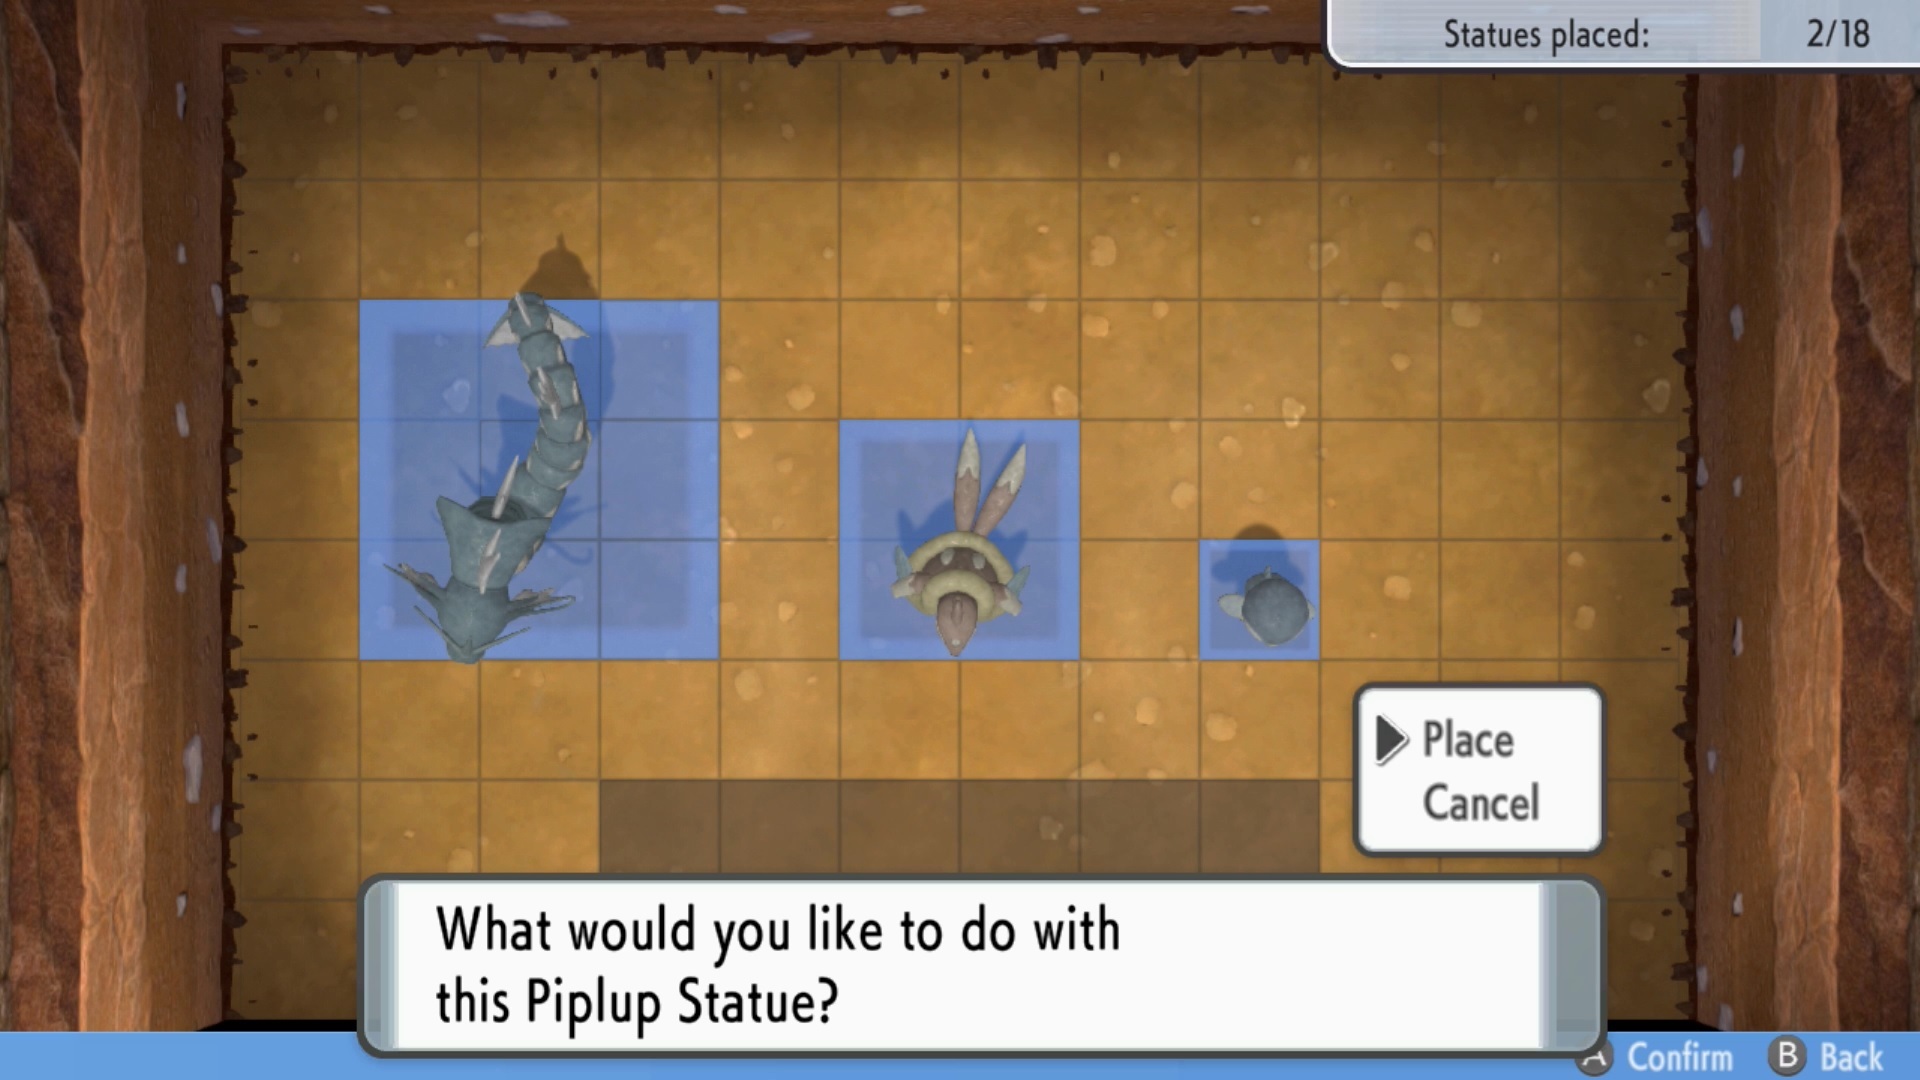 Statues placed: 2/18
Place
Cancel
What would you like to do with
this Piplup Statue?
A Confirm B Back